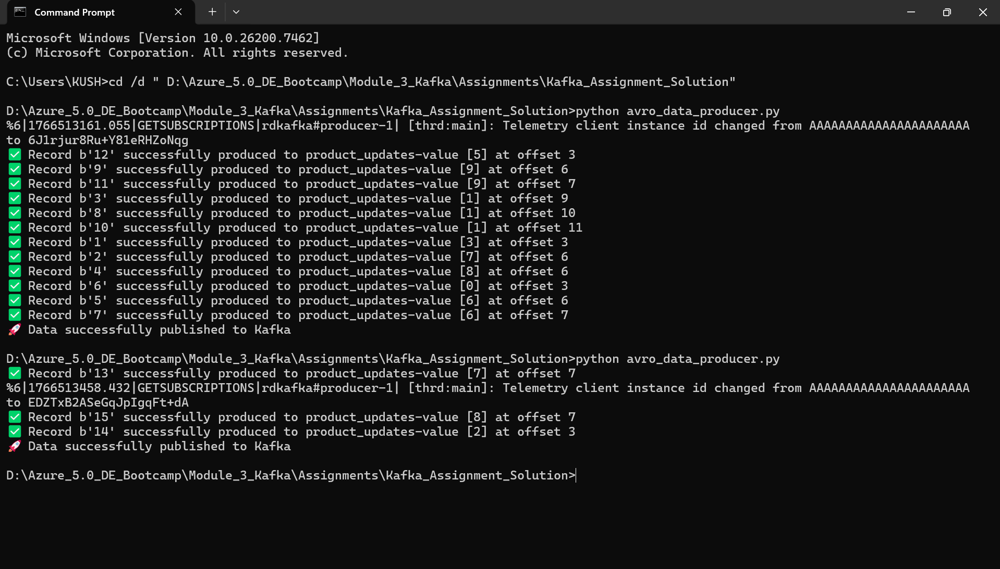 Command Prompt
Microsoft Windows [Version 10.0.26200.7462]
(c) Microsoft Corporation. All rights reserved.
C:\Users\KUSH>cd /d " D:\Azure_5.0_DE_Bootcamp\Module_3_Kafka\Assignments\Kafka_Assignment_Solution"
D:\Azure_5.0_DE_Bootcamp\Module_3_Kafka\Assignments\Kafka_Assignment_Solution>python avro_data_producer.py
%6|1766513161.055|GETSUBSCRIPTIONS|rdkafka#producer-1| [thrd:main]: Telemetry client instance id changed from AAAAAAAAAAAAAAAAAAAAAA
to 6J1rjur8Ru+Y81eRHZoNqg
✅ Record b'12' successfully produced to product_updates-value [5] at offset 3
✅ Record b'9' successfully produced to product_updates-value [9] at offset 6
✅ Record b'11' successfully produced to product_updates-value [9] at offset 7
✅ Record b'3' successfully produced to product_updates-value [1] at offset 9
✅ Record b'8' successfully produced to product_updates-value [1] at offset 10
✅ Record b'10' successfully produced to product_updates-value [1] at offset 11
✅ Record b'1' successfully produced to product_updates-value [3] at offset 3
✅ Record b'2' successfully produced to product_updates-value [7] at offset 6
✅ Record b'4' successfully produced to product_updates-value [8] at offset 6
✅ Record b'6' successfully produced to product_updates-value [0] at offset 3
✅ Record b'5' successfully produced to product_updates-value [6] at offset 6
✅ Record b'7' successfully produced to product_updates-value [6] at offset 7
🚀 Data successfully published to Kafka
D:\Azure_5.0_DE_Bootcamp\Module_3_Kafka\Assignments\Kafka_Assignment_Solution>python avro_data_producer.py
✅ Record b'13' successfully produced to product_updates-value [7] at offset 7
%6|1766513458.432|GETSUBSCRIPTIONS|rdkafka#producer-1| [thrd:main]: Telemetry client instance id changed from AAAAAAAAAAAAAAAAAAAAAA
to EDZTxB2ASeGqJpIgqFt+dA
✅ Record b'15' successfully produced to product_updates-value [8] at offset 7
✅ Record b'14' successfully produced to product_updates-value [2] at offset 3
🚀 Data successfully published to Kafka
D:\Azure_5.0_DE_Bootcamp\Module_3_Kafka\Assignments\Kafka_Assignment_Solution>